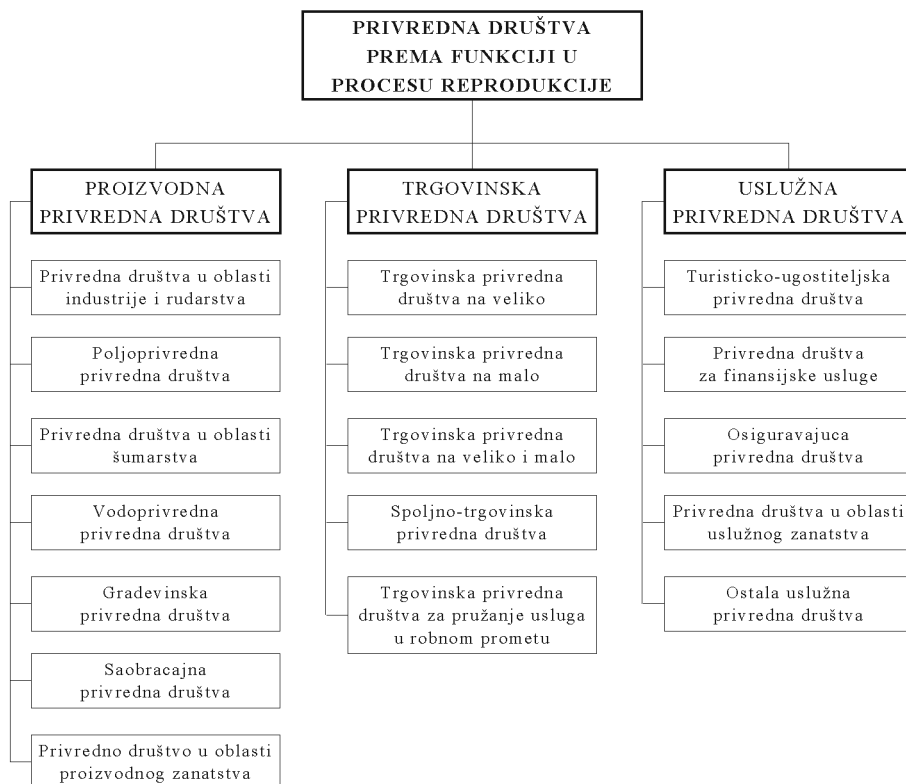 PRIVREDNA DRUŠTVA
PREMA FUNKCIJI U
PROCESU REPRODUKCIJE
PROIZVODNA
PRIVREDNA DRUŠTVA
Privredna društva u oblasti
industrije i rudarstva
Poljoprivredna
privredna društva
Privredna društva u oblasti
šumarstva
Vodoprivredna
privredna društva
Gradevinska
privredna društva
Saobracajna
privredna društva
Privredno društvo u oblasti
proizvodnog zanatstva
TRGOVINSKA
PRIVREDNA DRUŠTVA
Trgovinska privredna
društva na veliko
Trgovinska privredna
društva na malo
Trgovinska privredna
društva na veliko i malo
Spoljno-trgovinska
privredna društva
Trgovinska privredna
društva za pružanje usluga
u robnom prometu
USLUŽNA
PRIVREDNA DRUŠTVA
Turisticko-ugostiteljska
privredna društva
Privredna društva
za finansijske usluge
Osiguravajuca
privredna društva
Privredna društva u oblasti
uslužnog zanatstva
Ostala uslužna
privredna društva